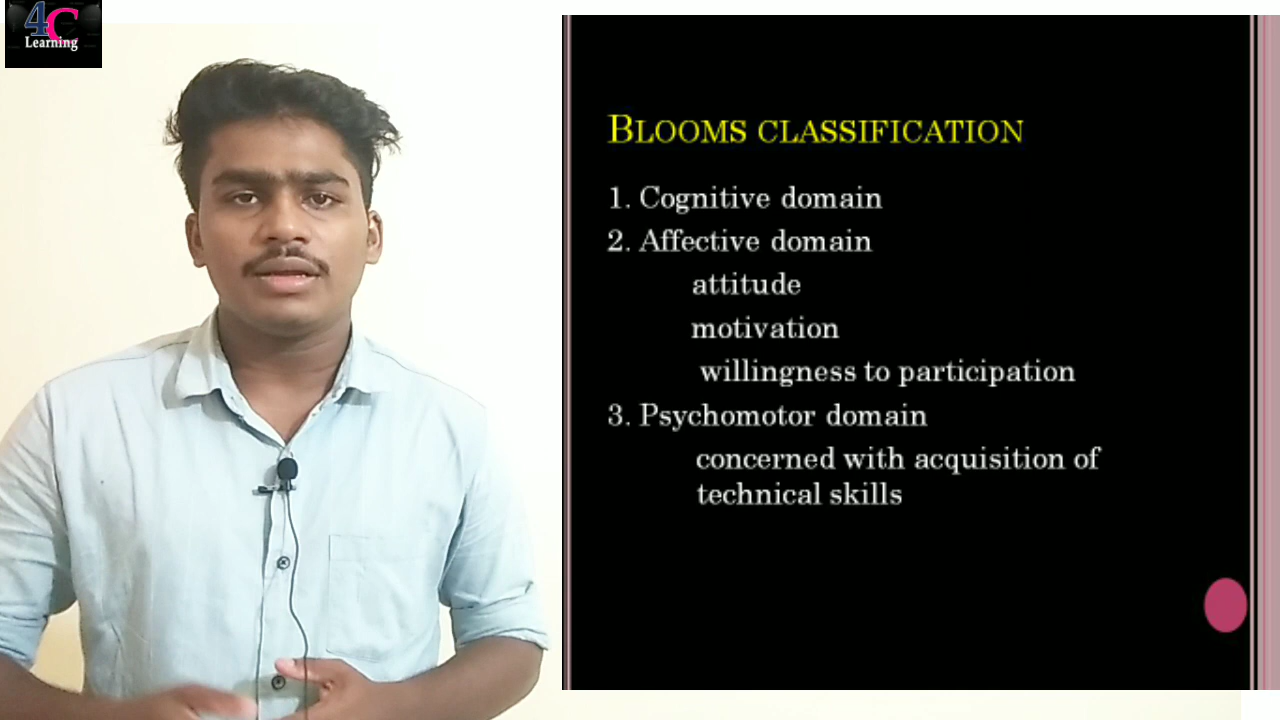 4C
Learning
BLOOMS CLASSIFICATION
1. Cognitive domain
2. Affective domain
attitude
motivation
willingness to participation
3. Psychomotor domain
concerned with acquisition of
technical skills